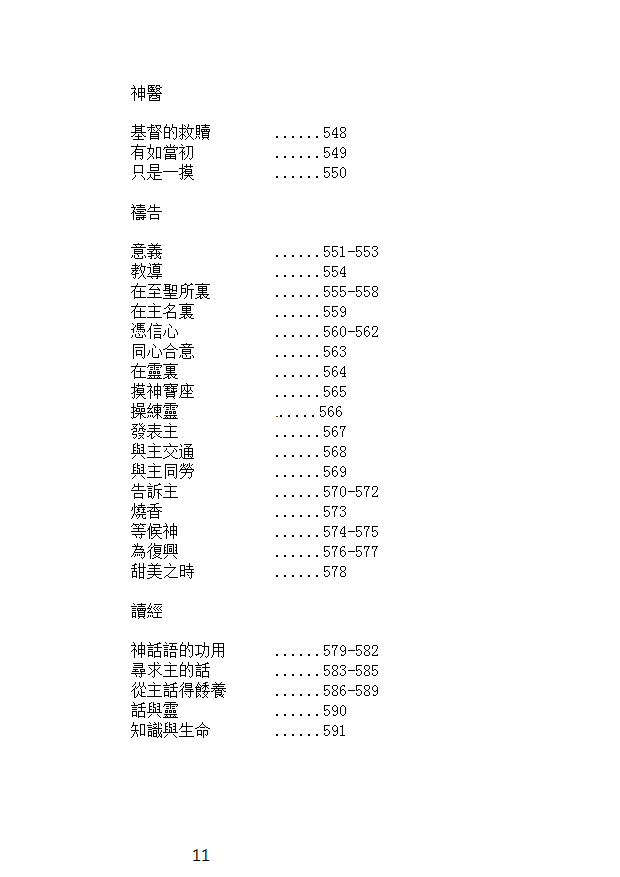 神醫
基督的救贖 ......548
有如當初 ......549
只是一摸 ......550
禱告
意義 ......551-553
教導 ......554
在至聖所裏 ......555-558
在主名裏 ......559
憑信心 ......560-562
同心合意 ......563
在靈裏 ......564
摸神寶座 ......565
操練靈 ......566
發表主 ......567
與主交通 ......568
與主同勞 ......569
告訴主 ......570-572
燒香 ......573
等候神 ......574-575
為復興 ......576-577
甜美之時 ......578
讀經
神話語的功用 ......579-582
尋求主的話 ......583-585
從主話得餧養 ......586-589
話與靈 ......590
知識與生命 ......591
11